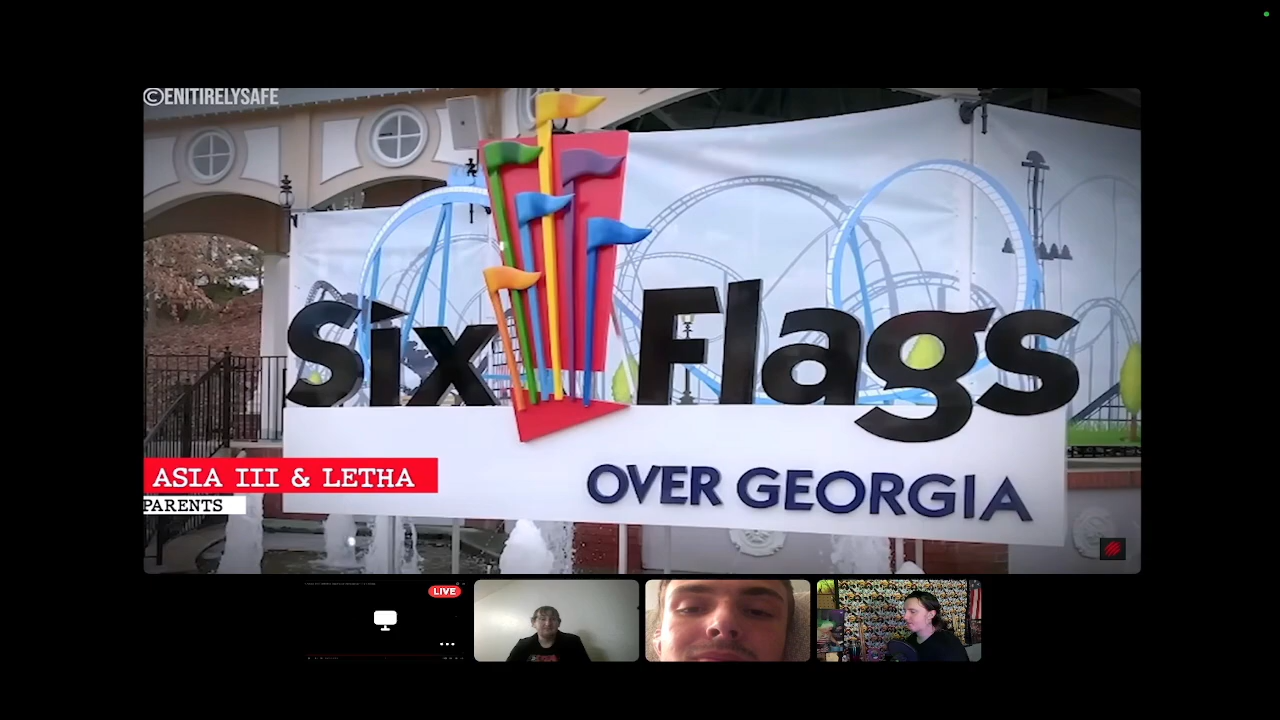 ©ENITIRELYSAFE
Six Flags
OVER GEORGIA
ASIA III & LETHA
PARENTS
LIVE